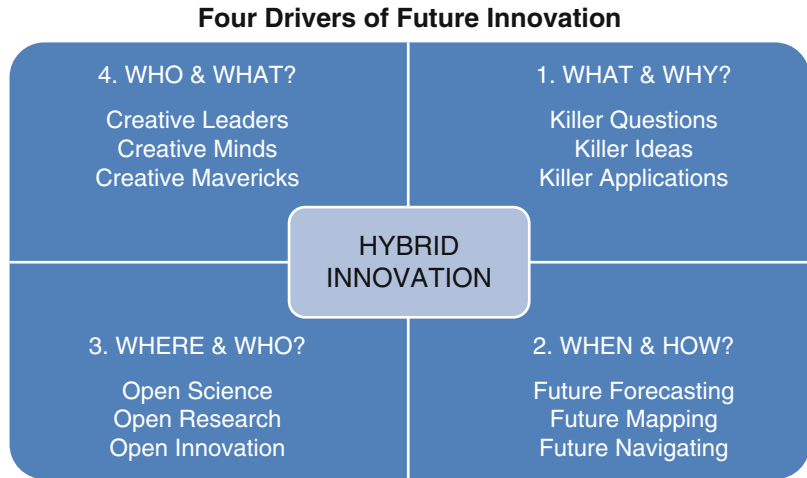 Four Drivers of Future Innovation
4. WHO & WHAT?
Creative Leaders
Creative Minds
Creative Mavericks
1. WHAT & WHY?
Killer Questions
Killer Ideas
Killer Applications
HYBRID
INNOVATION
3. WHERE & WHO?
Open Science
Open Research
Open Innovation
2. WHEN & HOW?
Future Forecasting
Future Mapping
Future Navigating